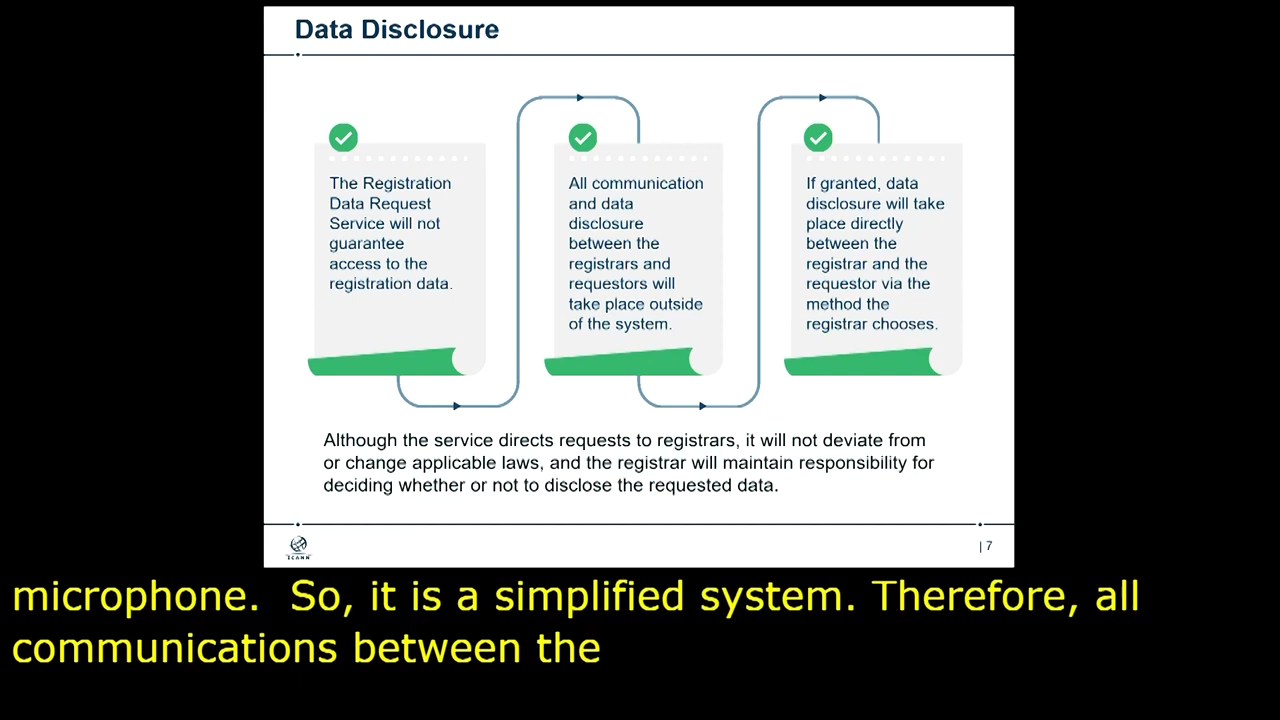 Data Disclosure
The Registration
Data Request
Service will not
guarantee
access to the
registration data.
All communication
and data
disclosure
between the
registrars and
requestors will
take place outside
of the system.
If granted, data
disclosure will take
place directly
between the
registrar and the
requestor via the
method the
registrar chooses.
Although the service directs requests to registrars, it will not deviate from
or change applicable laws, and the registrar will maintain responsibility for
deciding whether or not to disclose the requested data.
ICANN
| 7
microphone.  So, it is a simplified system. Therefore, all
communications between the